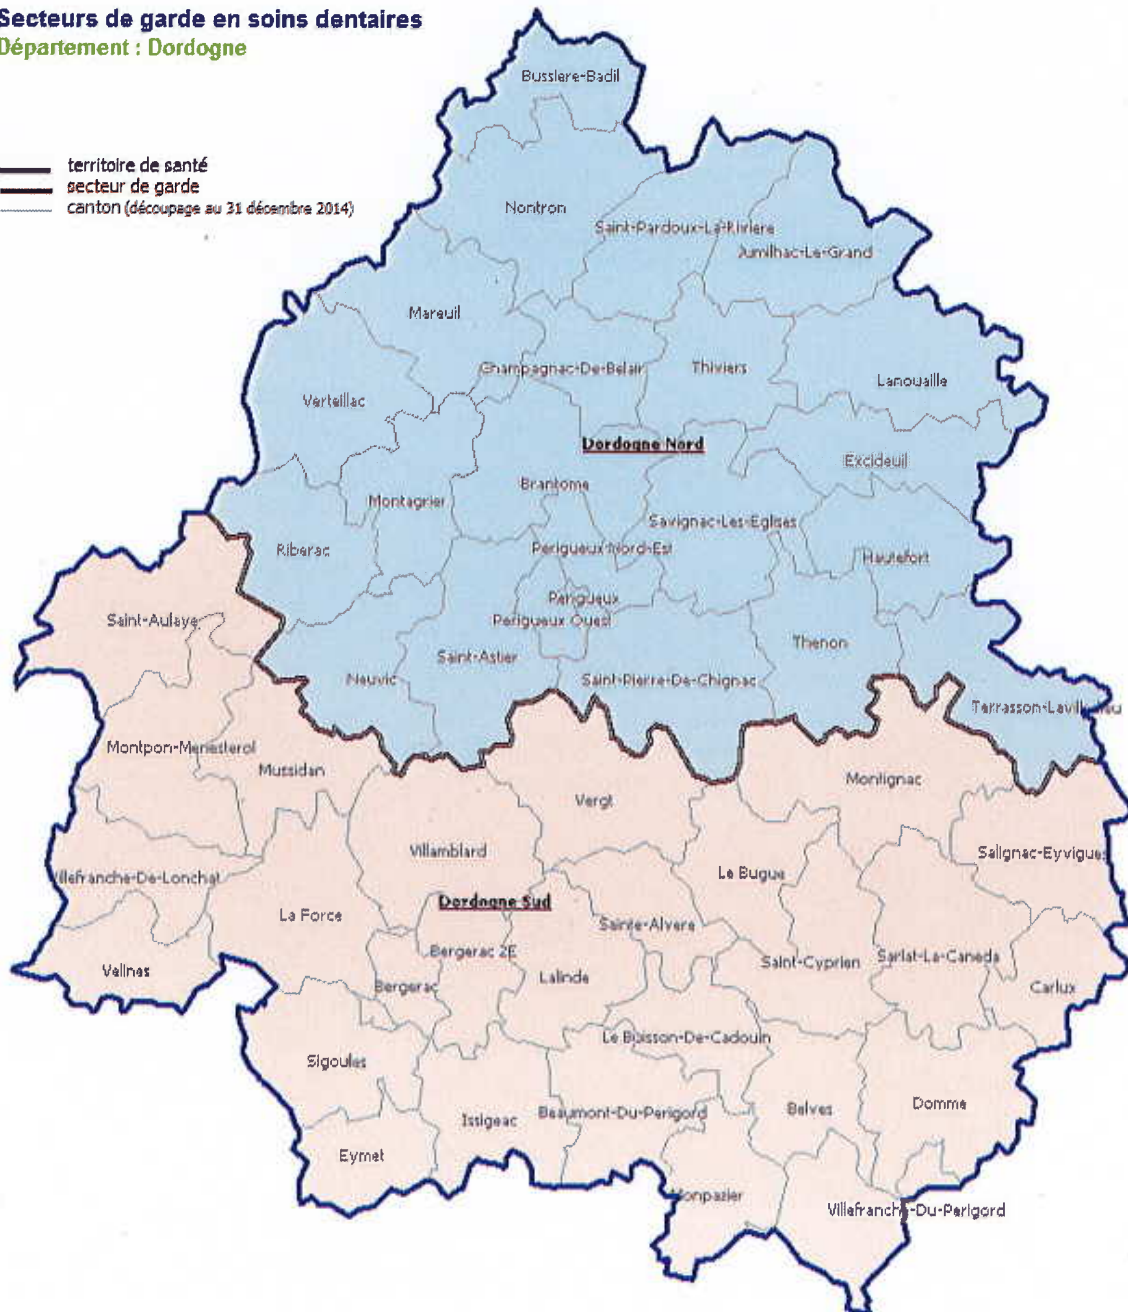 Secteurs de garde en soins dentaires
Département : Dordogne
territoire de santé
secteur de garde
canton (découpage au 31 décembre 2014)
Bussiere-Badil
Nontron
Saint-Pardoux-La-Riviere
Jumilhac-Le-Grand
Mareuil
Champagnac-De-Belair
Thiviers
Lanouaille
Verteillac
Dordogne Nord
Excideuil
Brantome
Montagrier
Savignac-Les-Eglises
Riberac
Perigueux Nord-Est
Hautefort
Perigueux
Perigueux Ouest
Saint-Aulaye
Thenon
Saint-Astier
Neuvic
Saint-Pierre-De-Chignac
Terrasson-Lavilledieu
Montpon-Menesterol
Mussidan
Montignac
Vergt
Villamblard
Salignac-Eyvigues
Le Bugue
illefranche-De-Lonchat
Dordogne Sud
La Force
Sainte-Alvere
Bergerac 2E
Velines
Lalinde
Saint-Cyprien
Sarlat-La-Caneda
Bergerac
Carlux
Le Buisson-De-Cadouin
Sigoules
Domme
Issigeac
Beaumont-Du-Perigord
Belves
Eymet
Monpazier
Villefranche-Du-Perigord